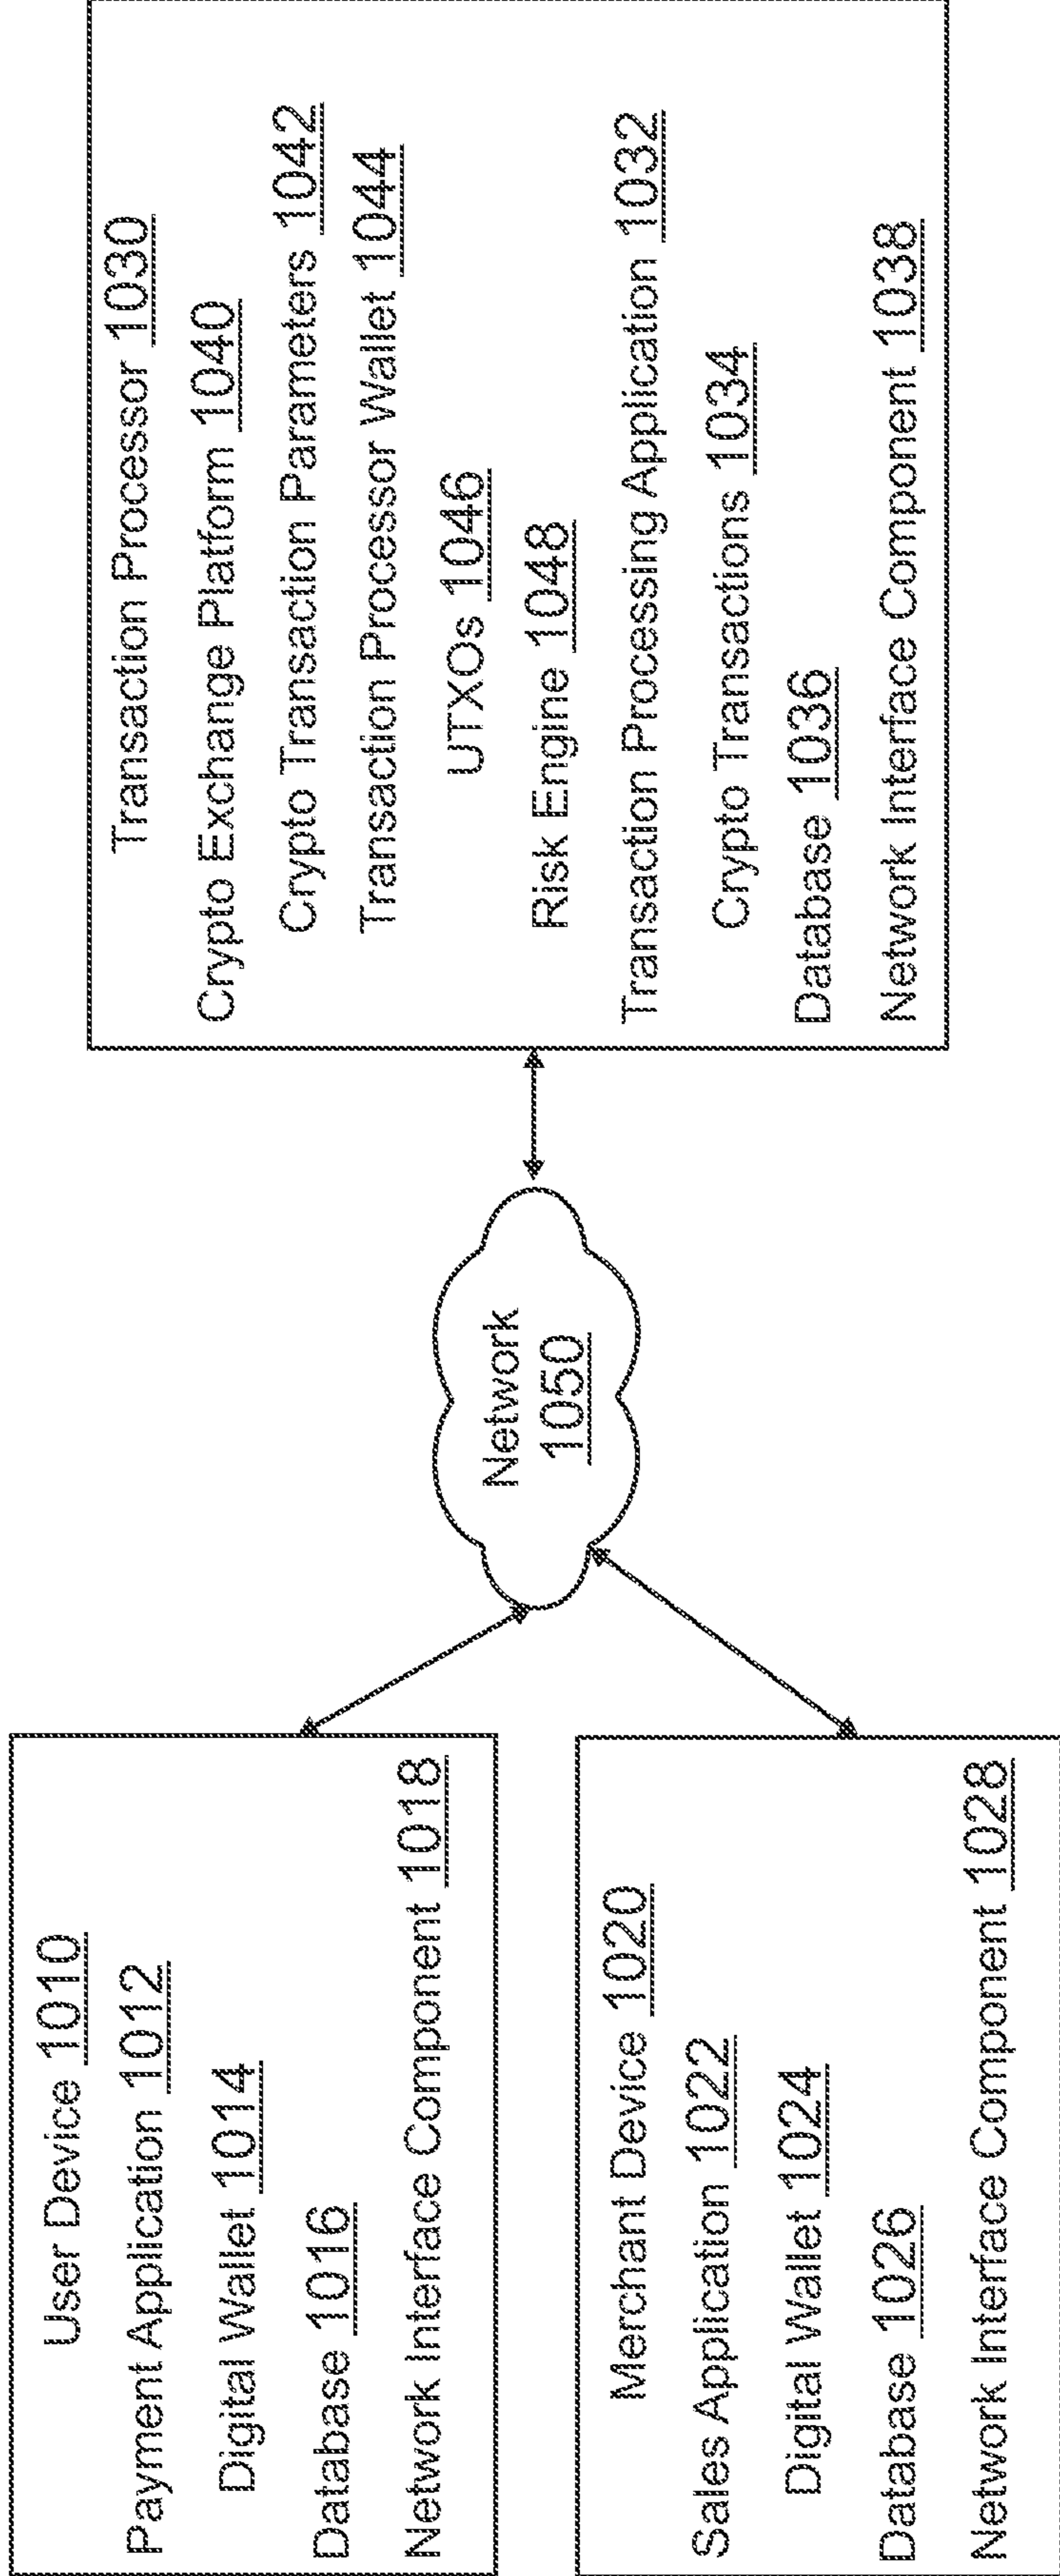 User Device 1010
Payment Application 1012
Digital Wallet 1014
Database 1016
Network Interface Component 1018
Merchant Device 1020
Sales Application 1022
Digital Wallet 1024
Database 1026
Network Interface Component 1028
Network
1050
Transaction Processor 1030
Crypto Exchange Platform 1040
Crypto Transaction Parameters 1042
Transaction Processor Wallet 1044
UTXOs 1046
Risk Engine 1048
Transaction Processing Application 1032
Crypto Transactions 1034
Database 1036
Network Interface Component 1038